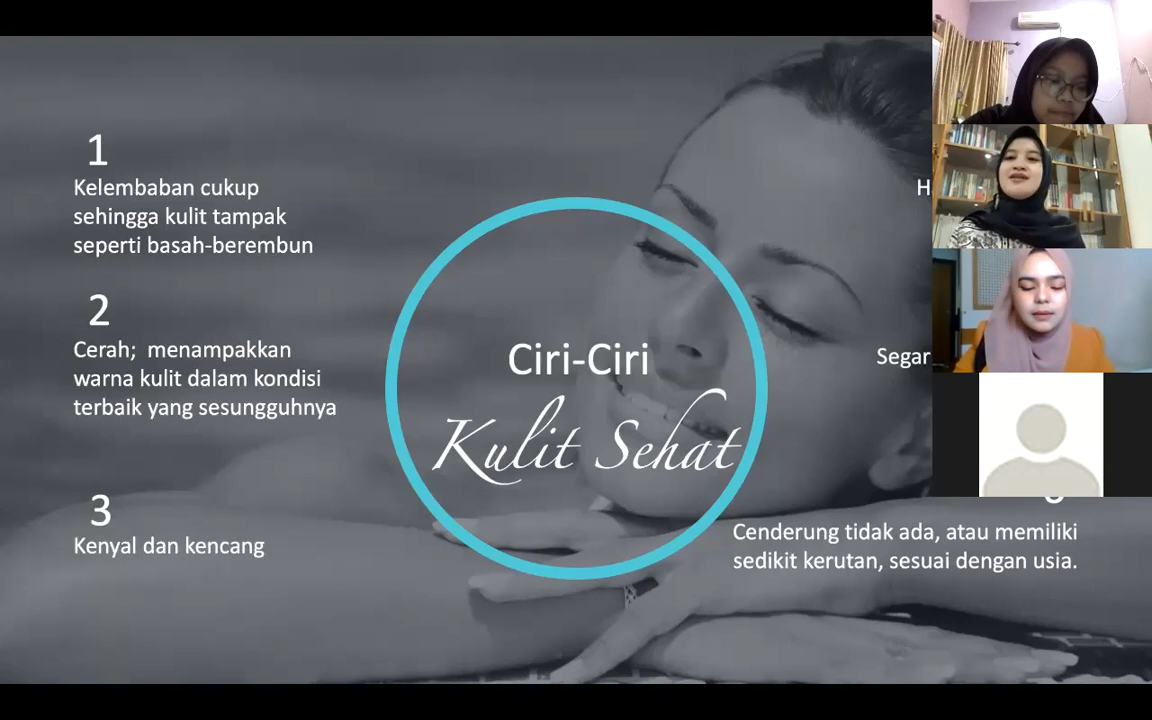 1
Kelembaban cukup
sehingga kulit tampak
seperti basah-berembun
2
Cerah;  menampakkan
warna kulit dalam kondisi
terbaik yang sesungguhnya
3
Kenyal dan kencang
Ciri-Ciri
Kulit Sehat
H
Segar
Cenderung tidak ada, atau memiliki
sedikit kerutan, sesuai dengan usia.